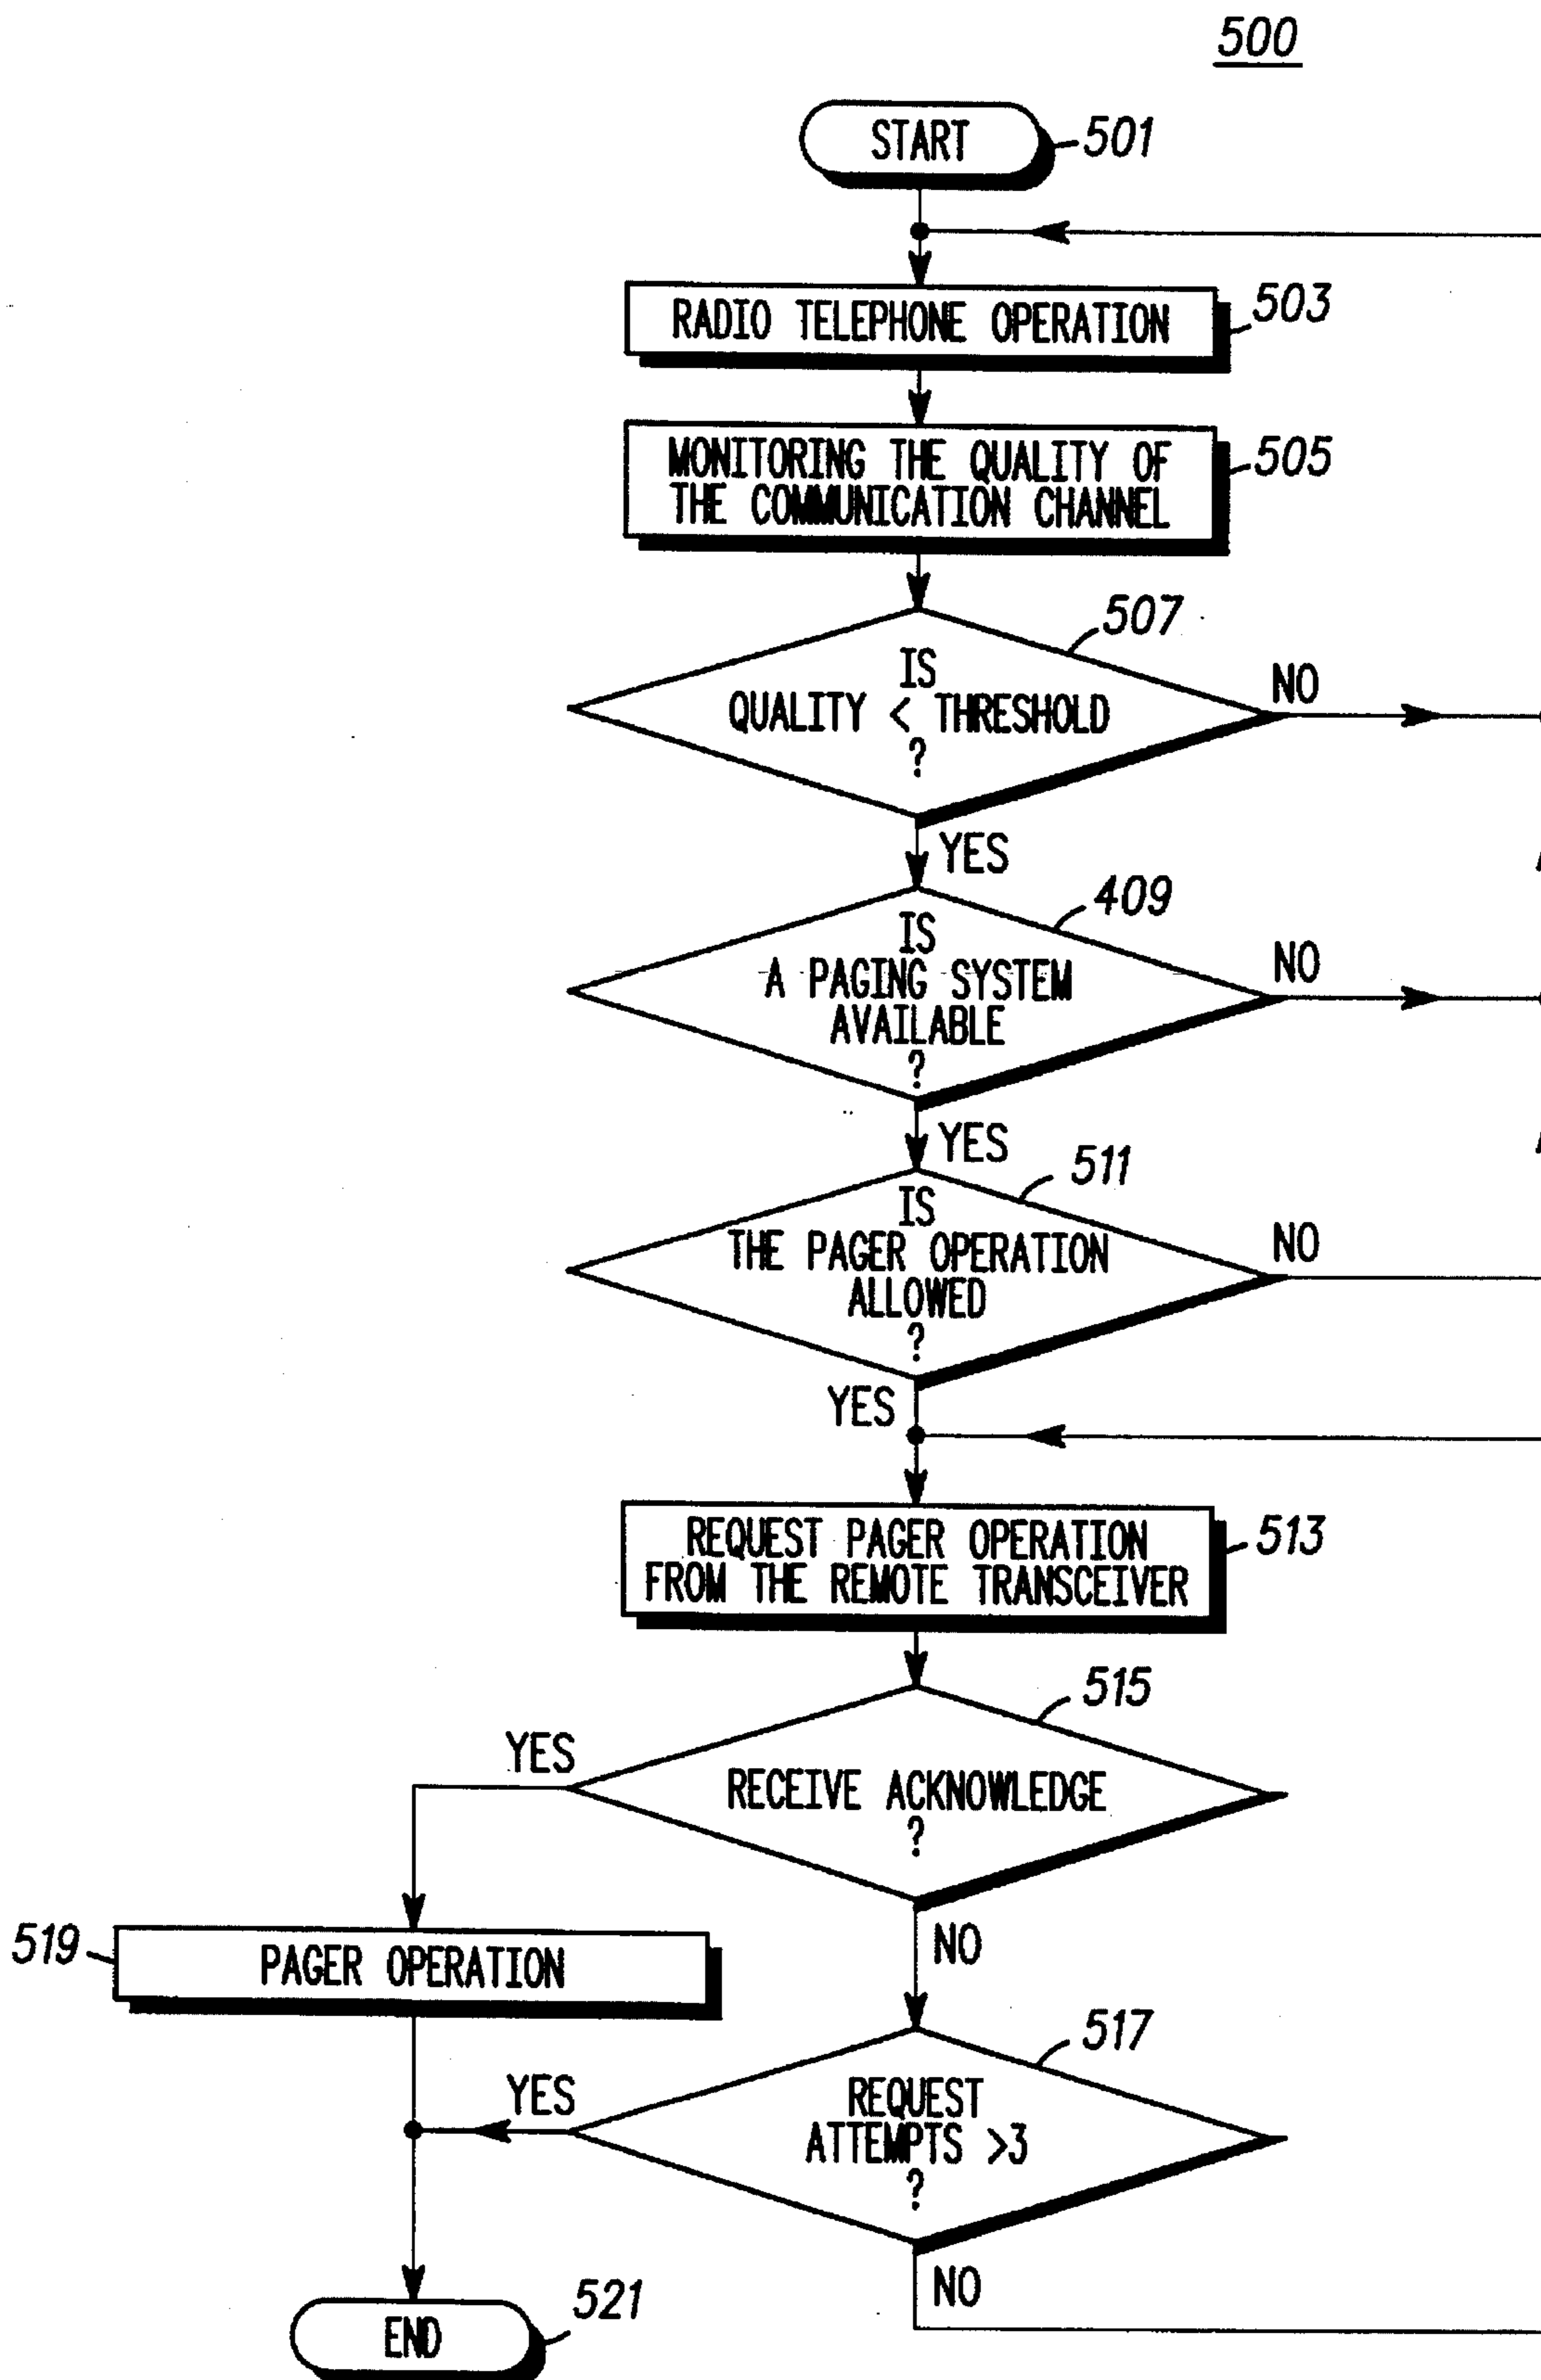 500
START
501
RADIO TELEPHONE OPERATION
503
MONITORING THE QUALITY OF
THE COMMUNICATION CHANNEL
505
507
IS
QUALITY < THRESHOLD
?
NO
YES
409
IS
A PAGING SYSTEM
AVAILABLE
?
NO
YES
511
IS
THE PAGER OPERATION
ALLOWED
?
NO
YES
REQUEST PAGER OPERATION
FROM THE REMOTE TRANSCEIVER
513
515
YES
RECEIVE ACKNOWLEDGE
?
NO
519
PAGER OPERATION
517
YES
REQUEST
ATTEMPTS >3
?
NO
521
END